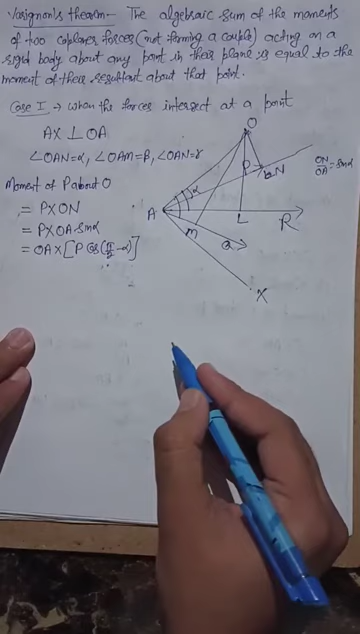 Varignon's theorem- The algebraic sum of the moments
of two coplaner forces (not forming a couple) acting on a
rigid body about any point in their plane is equal to the
moment of their resultant about that point.
Case I → when the forces intersect at a point
AX ⊥ OA
∠OAN=α, ∠OAM=β, ∠OAN=γ
Moment of P about O
= P×ON
= P×OA sinα
= OA×[P cos(π/2-α)]
O
α
P
N
ON/OA = sinα
A
L
R
M
Q
X